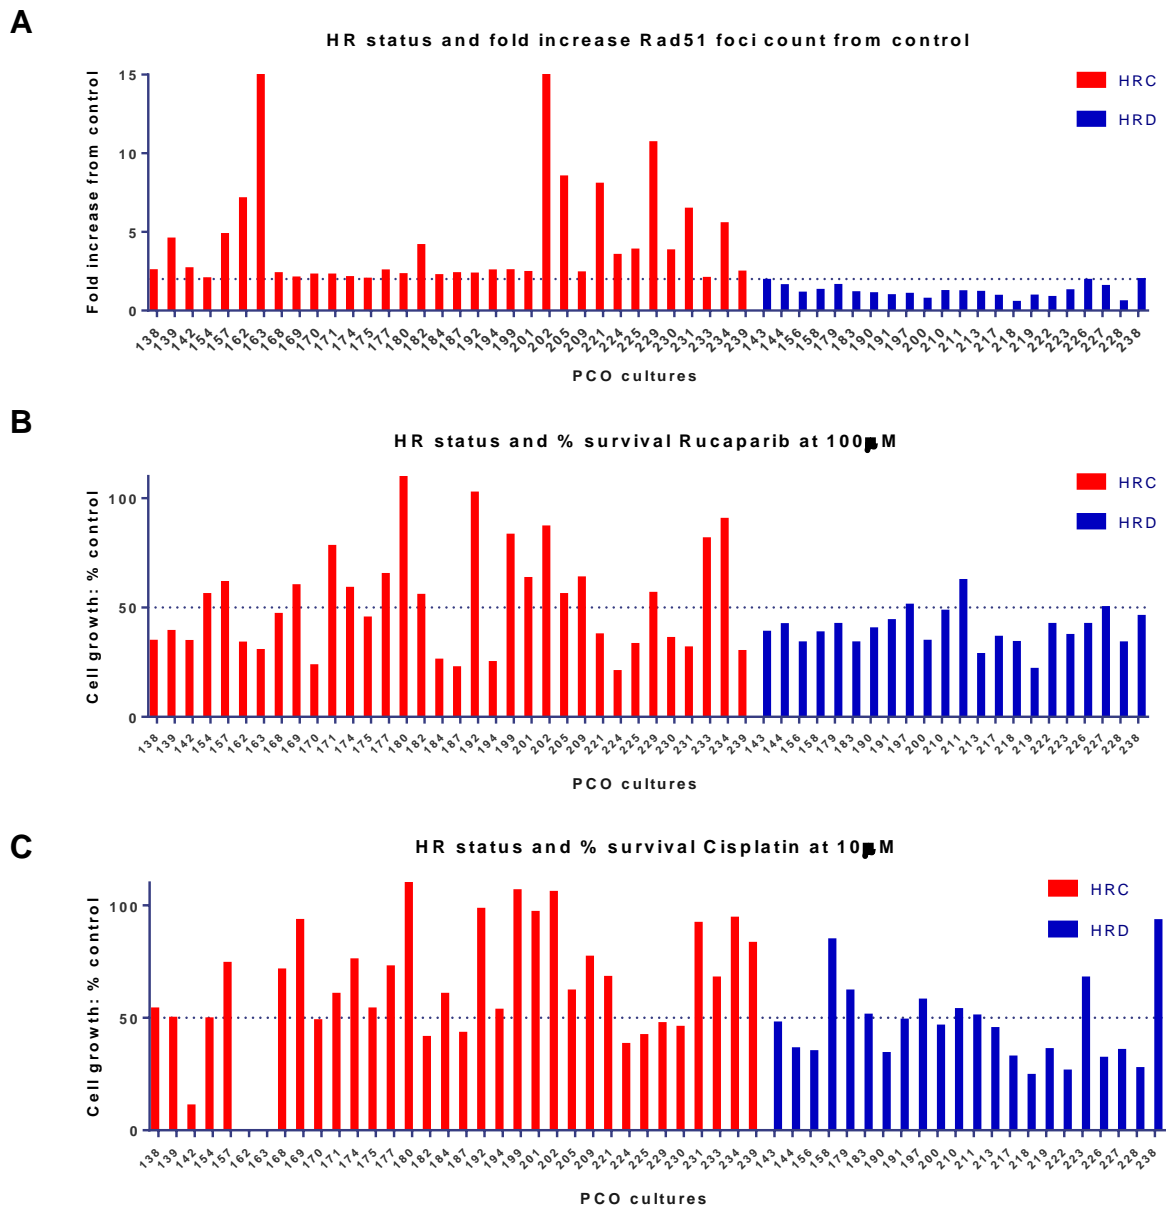 A
HR status and fold increase Rad51 foci count from control
HRC
HRD
Fold increase from control
15
10
5
0
138 139 142 154 157 162 163 168 169 170 171 174 175 177 180 182 184 187 192 194 199 201 202 205 209 221 224 225 229 230 231 233 234 239 143 144 156 158 179 183 190 191 197 200 210 211 213 217 218 219 222 223 226 227 228 238
PCO cultures
B
HR status and % survival Rucaparib at 100μM
HRC
HRD
Cell growth: % control
100
50
0
138 139 142 154 157 162 163 168 169 170 171 174 175 177 180 182 184 187 192 194 199 201 202 205 209 221 224 225 229 230 231 233 234 239 143 144 156 158 179 183 190 191 197 200 210 211 213 217 218 219 222 223 226 227 228 238
PCO cultures
C
HR status and % survival Cisplatin at 10μM
HRC
HRD
Cell growth: % control
100
50
0
138 139 142 154 157 162 163 168 169 170 171 174 175 177 180 182 184 187 192 194 199 201 202 205 209 221 224 225 229 230 231 233 234 239 143 144 156 158 179 183 190 191 197 200 210 211 213 217 218 219 222 223 226 227 228 238
PCO cultures